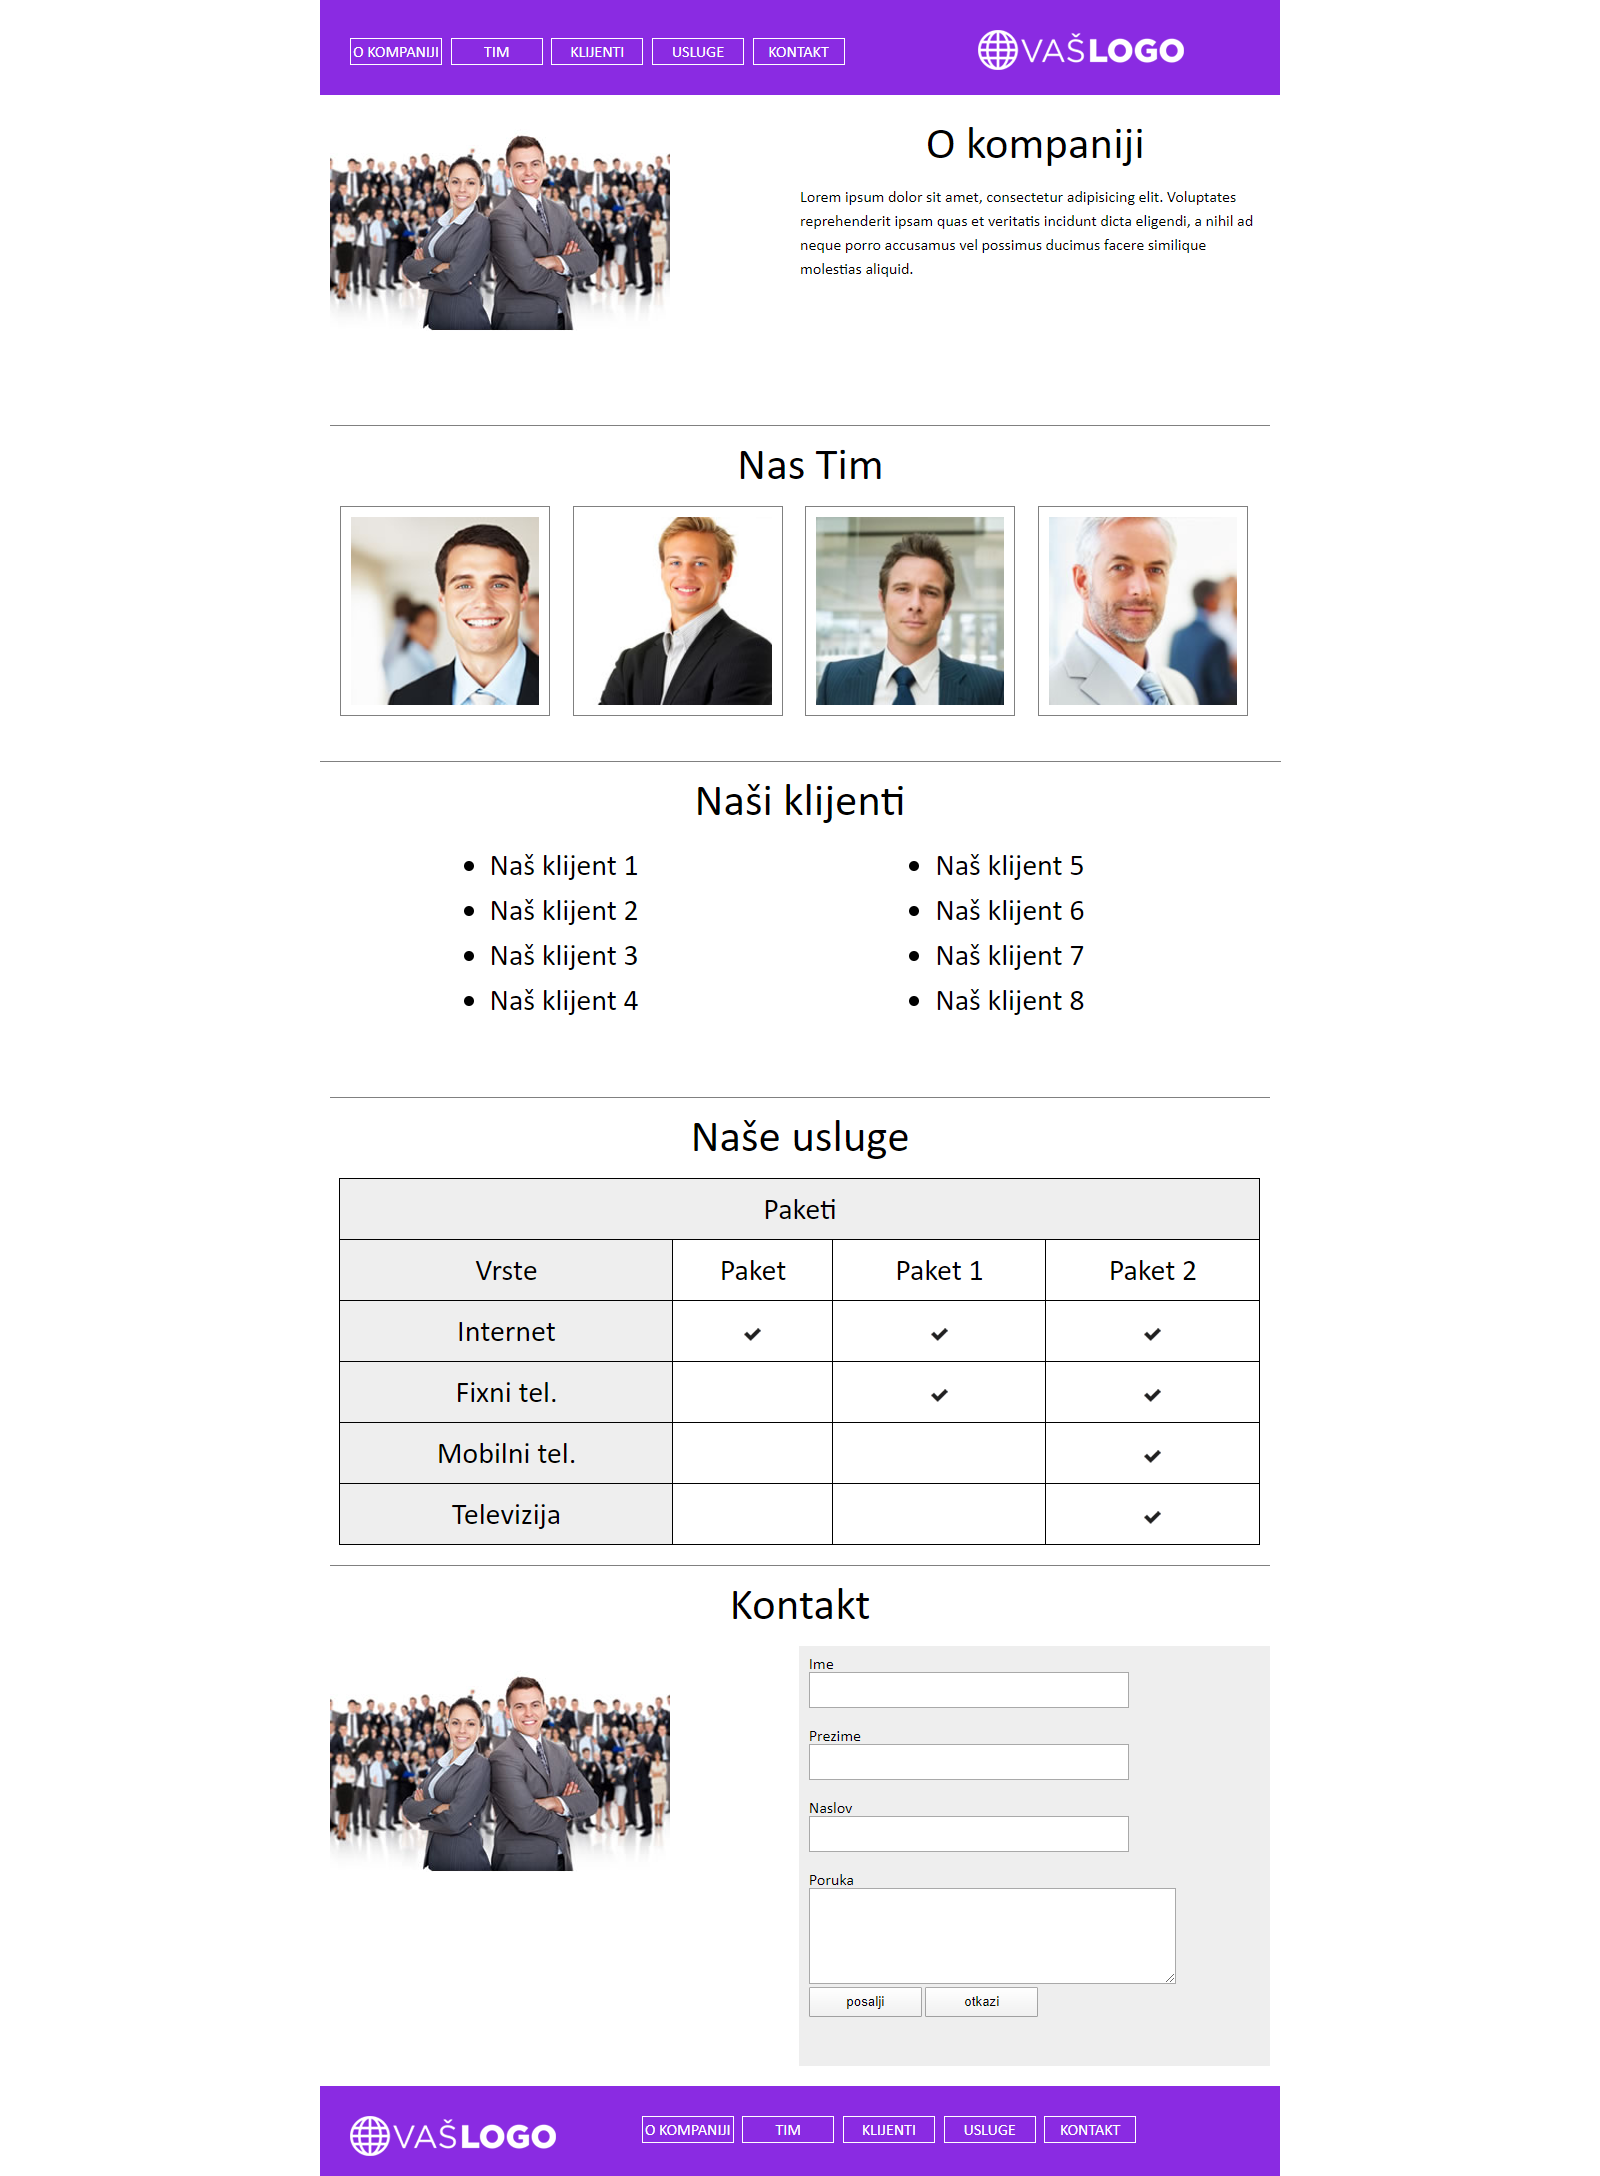 O KOMPANIJI TIM KLIJENTI USLUGE KONTAKT VAŠLOGO
O kompaniji
Lorem ipsum dolor sit amet, consectetur adipisicing elit. Voluptates
reprehenderit ipsam quas et veritatis incidunt dicta eligendi, a nihil ad
neque porro accusamus vel possimus ducimus facere similique
molestias aliquid.
Nas Tim
Naši klijenti
Naš klijent 1
Naš klijent 2
Naš klijent 3
Naš klijent 4
Naš klijent 5
Naš klijent 6
Naš klijent 7
Naš klijent 8
Naše usluge
Paketi
Vrste Paket Paket 1 Paket 2
Internet
Fixni tel.
Mobilni tel.
Televizija
Kontakt
Ime
Prezime
Naslov
Poruka
posalji otkazi
VAŠLOGO O KOMPANIJI TIM KLIJENTI USLUGE KONTAKT